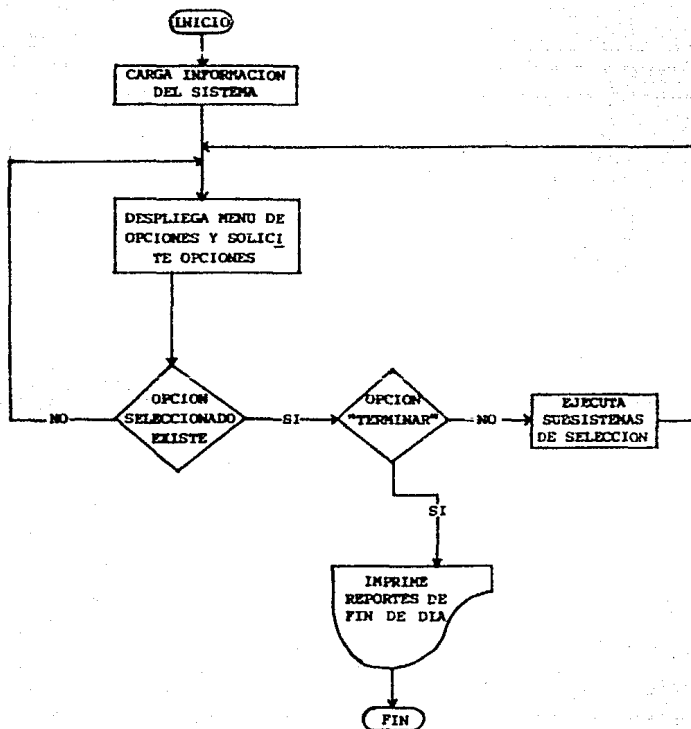 INICIO
CARGA INFORMACION
DEL SISTEMA
DESPLIEGA MENU DE
OPCIONES Y SOLICI
TE OPCIONES
OPCION
SELECCIONADO
EXISTE
NO
SI
OPCION
"TERMINAR"
NO
EJECUTA
SUBSISTEMAS
DE SELECCION
SI
IMPRIME
REPORTES DE
FIN DE DIA
FIN